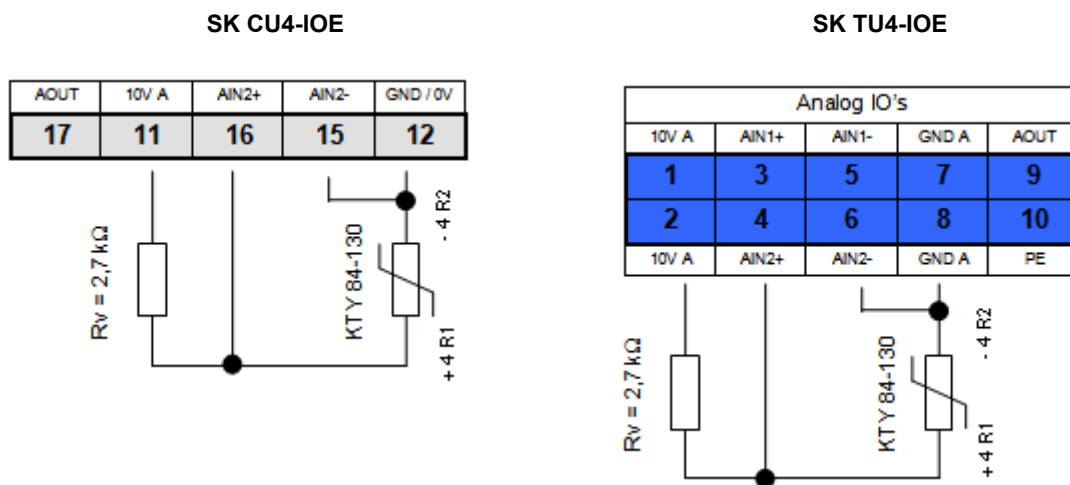 SK CU4-IOE
AOUT 10V A AIN2+ AIN2- GND / 0V
17 11 16 15 12
Rv = 2,7 kΩ
KTY 84-130
- 4 R2
+ 4 R1
SK TU4-IOE
Analog IO's
10V A AIN1+ AIN1- GND A AOUT
1 3 5 7 9
2 4 6 8 10
10V A AIN2+ AIN2- GND A PE
Rv = 2,7 kΩ
KTY 84-130
- 4 R2
+ 4 R1